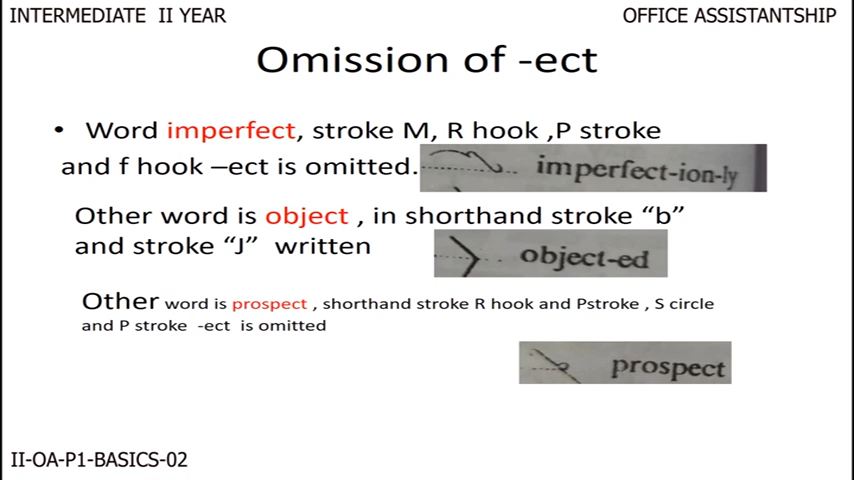 INTERMEDIATE II YEAR
OFFICE ASSISTANTSHIP
Omission of -ect
• Word imperfect, stroke M, R hook ,P stroke
and f hook –ect is omitted.
imperfect-ion-ly
Other word is object , in shorthand stroke “b”
and stroke “J” written
object-ed
Other word is prospect , shorthand stroke R hook and Pstroke , S circle
and P stroke -ect is omitted
prospect
II-OA-P1-BASICS-02